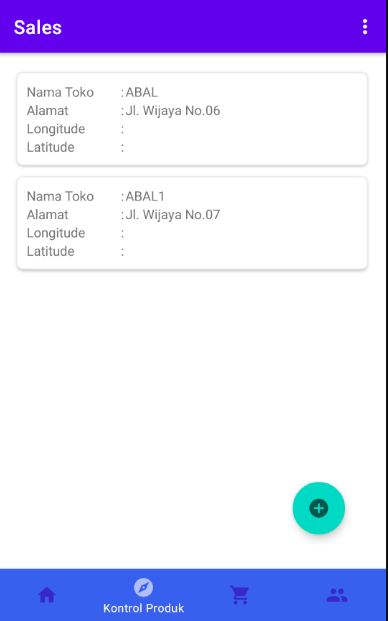 Sales
Nama Toko :ABAL
Alamat :Jl. Wijaya No.06
Longitude :
Latitude :
Nama Toko :ABAL1
Alamat :Jl. Wijaya No.07
Longitude :
Latitude :
Kontrol Produk